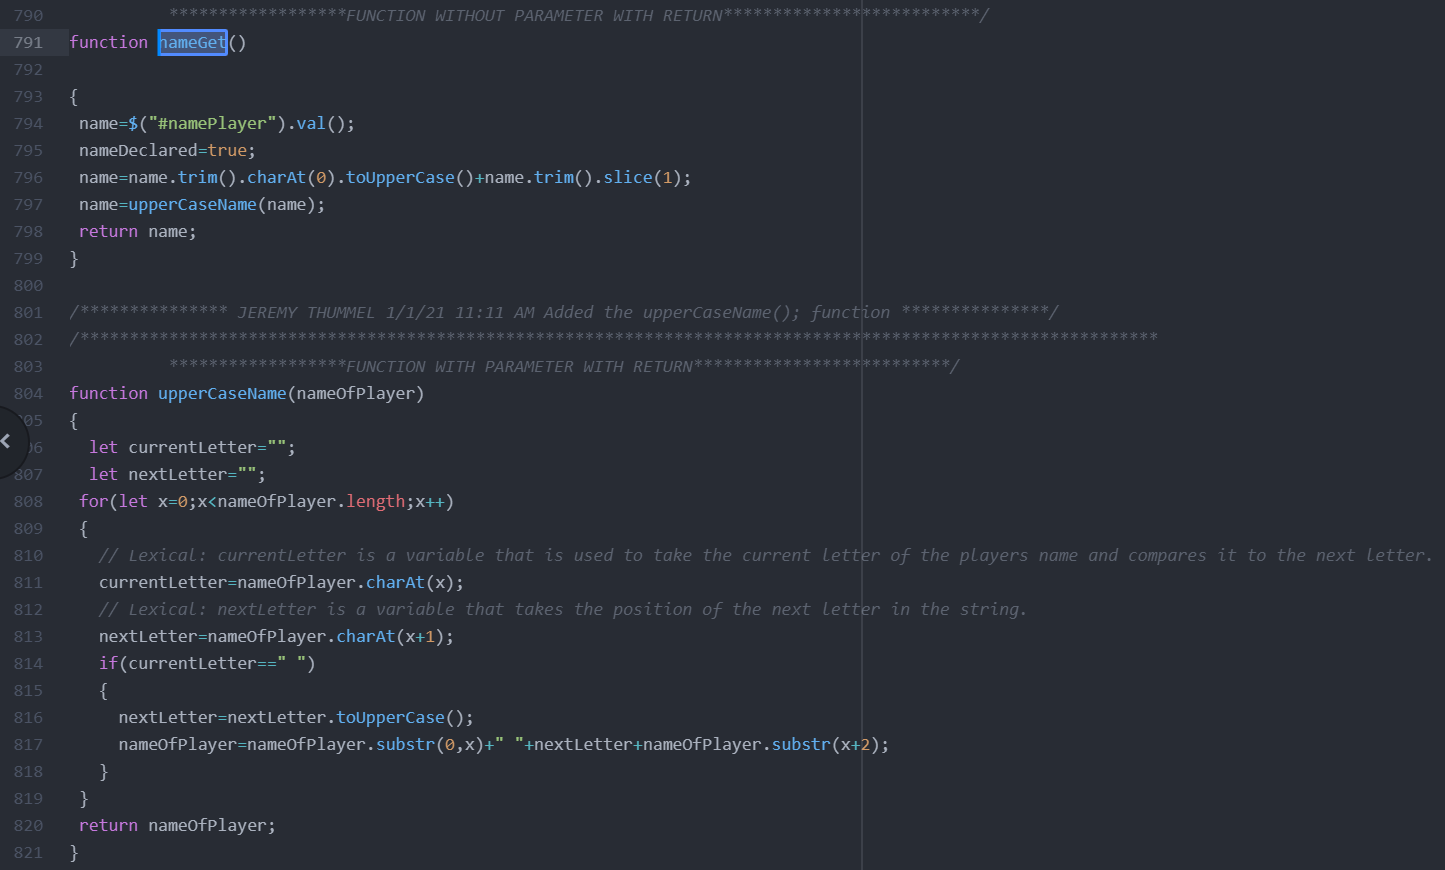 790 ******************FUNCTION WITHOUT PARAMETER WITH RETURN**************************/
791 function nameGet()
792
793 {
794 name=$("#namePlayer").val();
795 nameDeclared=true;
796 name=name.trim().charAt(0).toUpperCase()+name.trim().slice(1);
797 name=upperCaseName(name);
798 return name;
799 }
800
801 /*************** JEREMY THUMMEL 1/1/21 11:11 AM Added the upperCaseName(); function ***************/
802 /*************************************************************************************************************
803 ******************FUNCTION WITH PARAMETER WITH RETURN**************************/
804 function upperCaseName(nameOfPlayer)
05 {
06 let currentLetter="";
807 let nextLetter="";
808 for(let x=0;x<nameOfPlayer.length;x++)
809 {
810 // Lexical: currentLetter is a variable that is used to take the current letter of the players name and compares it to the next letter.
811 currentLetter=nameOfPlayer.charAt(x);
812 // Lexical: nextLetter is a variable that takes the position of the next letter in the string.
813 nextLetter=nameOfPlayer.charAt(x+1);
814 if(currentLetter==" ")
815 {
816 nextLetter=nextLetter.toUpperCase();
817 nameOfPlayer=nameOfPlayer.substr(0,x)+" "+nextLetter+nameOfPlayer.substr(x+2);
818 }
819 }
820 return nameOfPlayer;
821 }